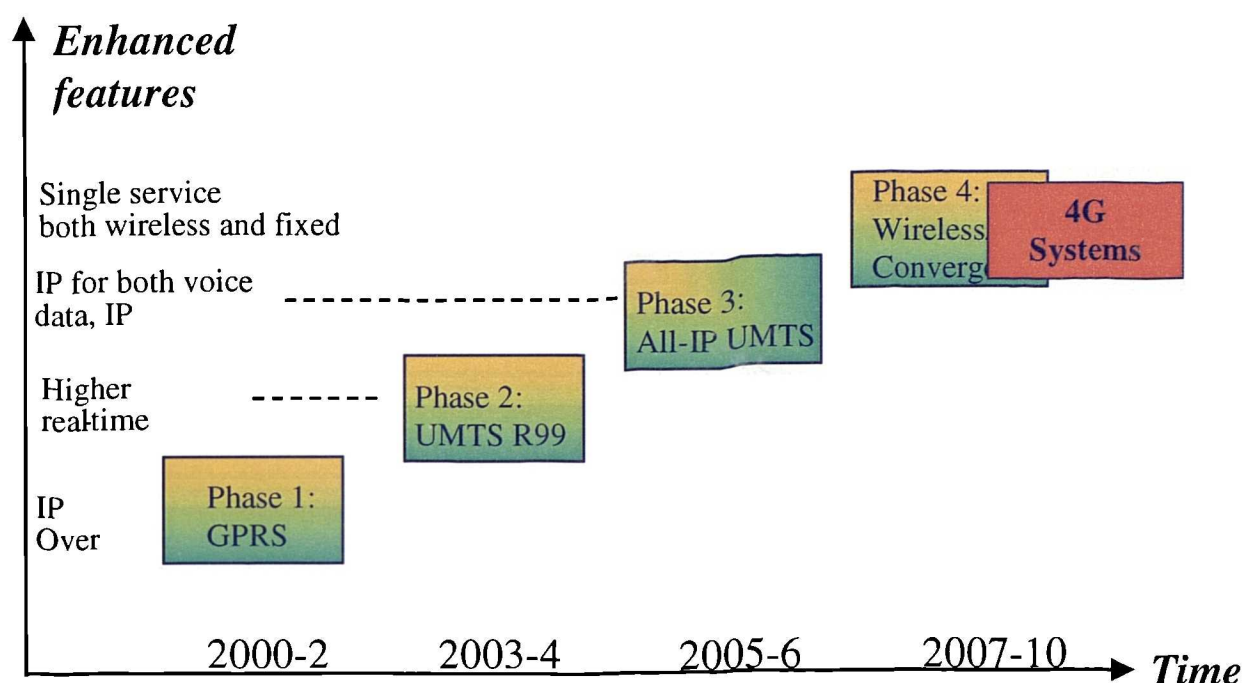 Enhanced
features
Single service
both wireless and fixed
IP for both voice
data, IP
Higher
real-time
IP
Over
Phase 1:
GPRS
Phase 2:
UMTS R99
Phase 3:
All-IP UMTS
Phase 4:
Wireless
Converg
4G
Systems
2000-2
2003-4
2005-6
2007-10
Time